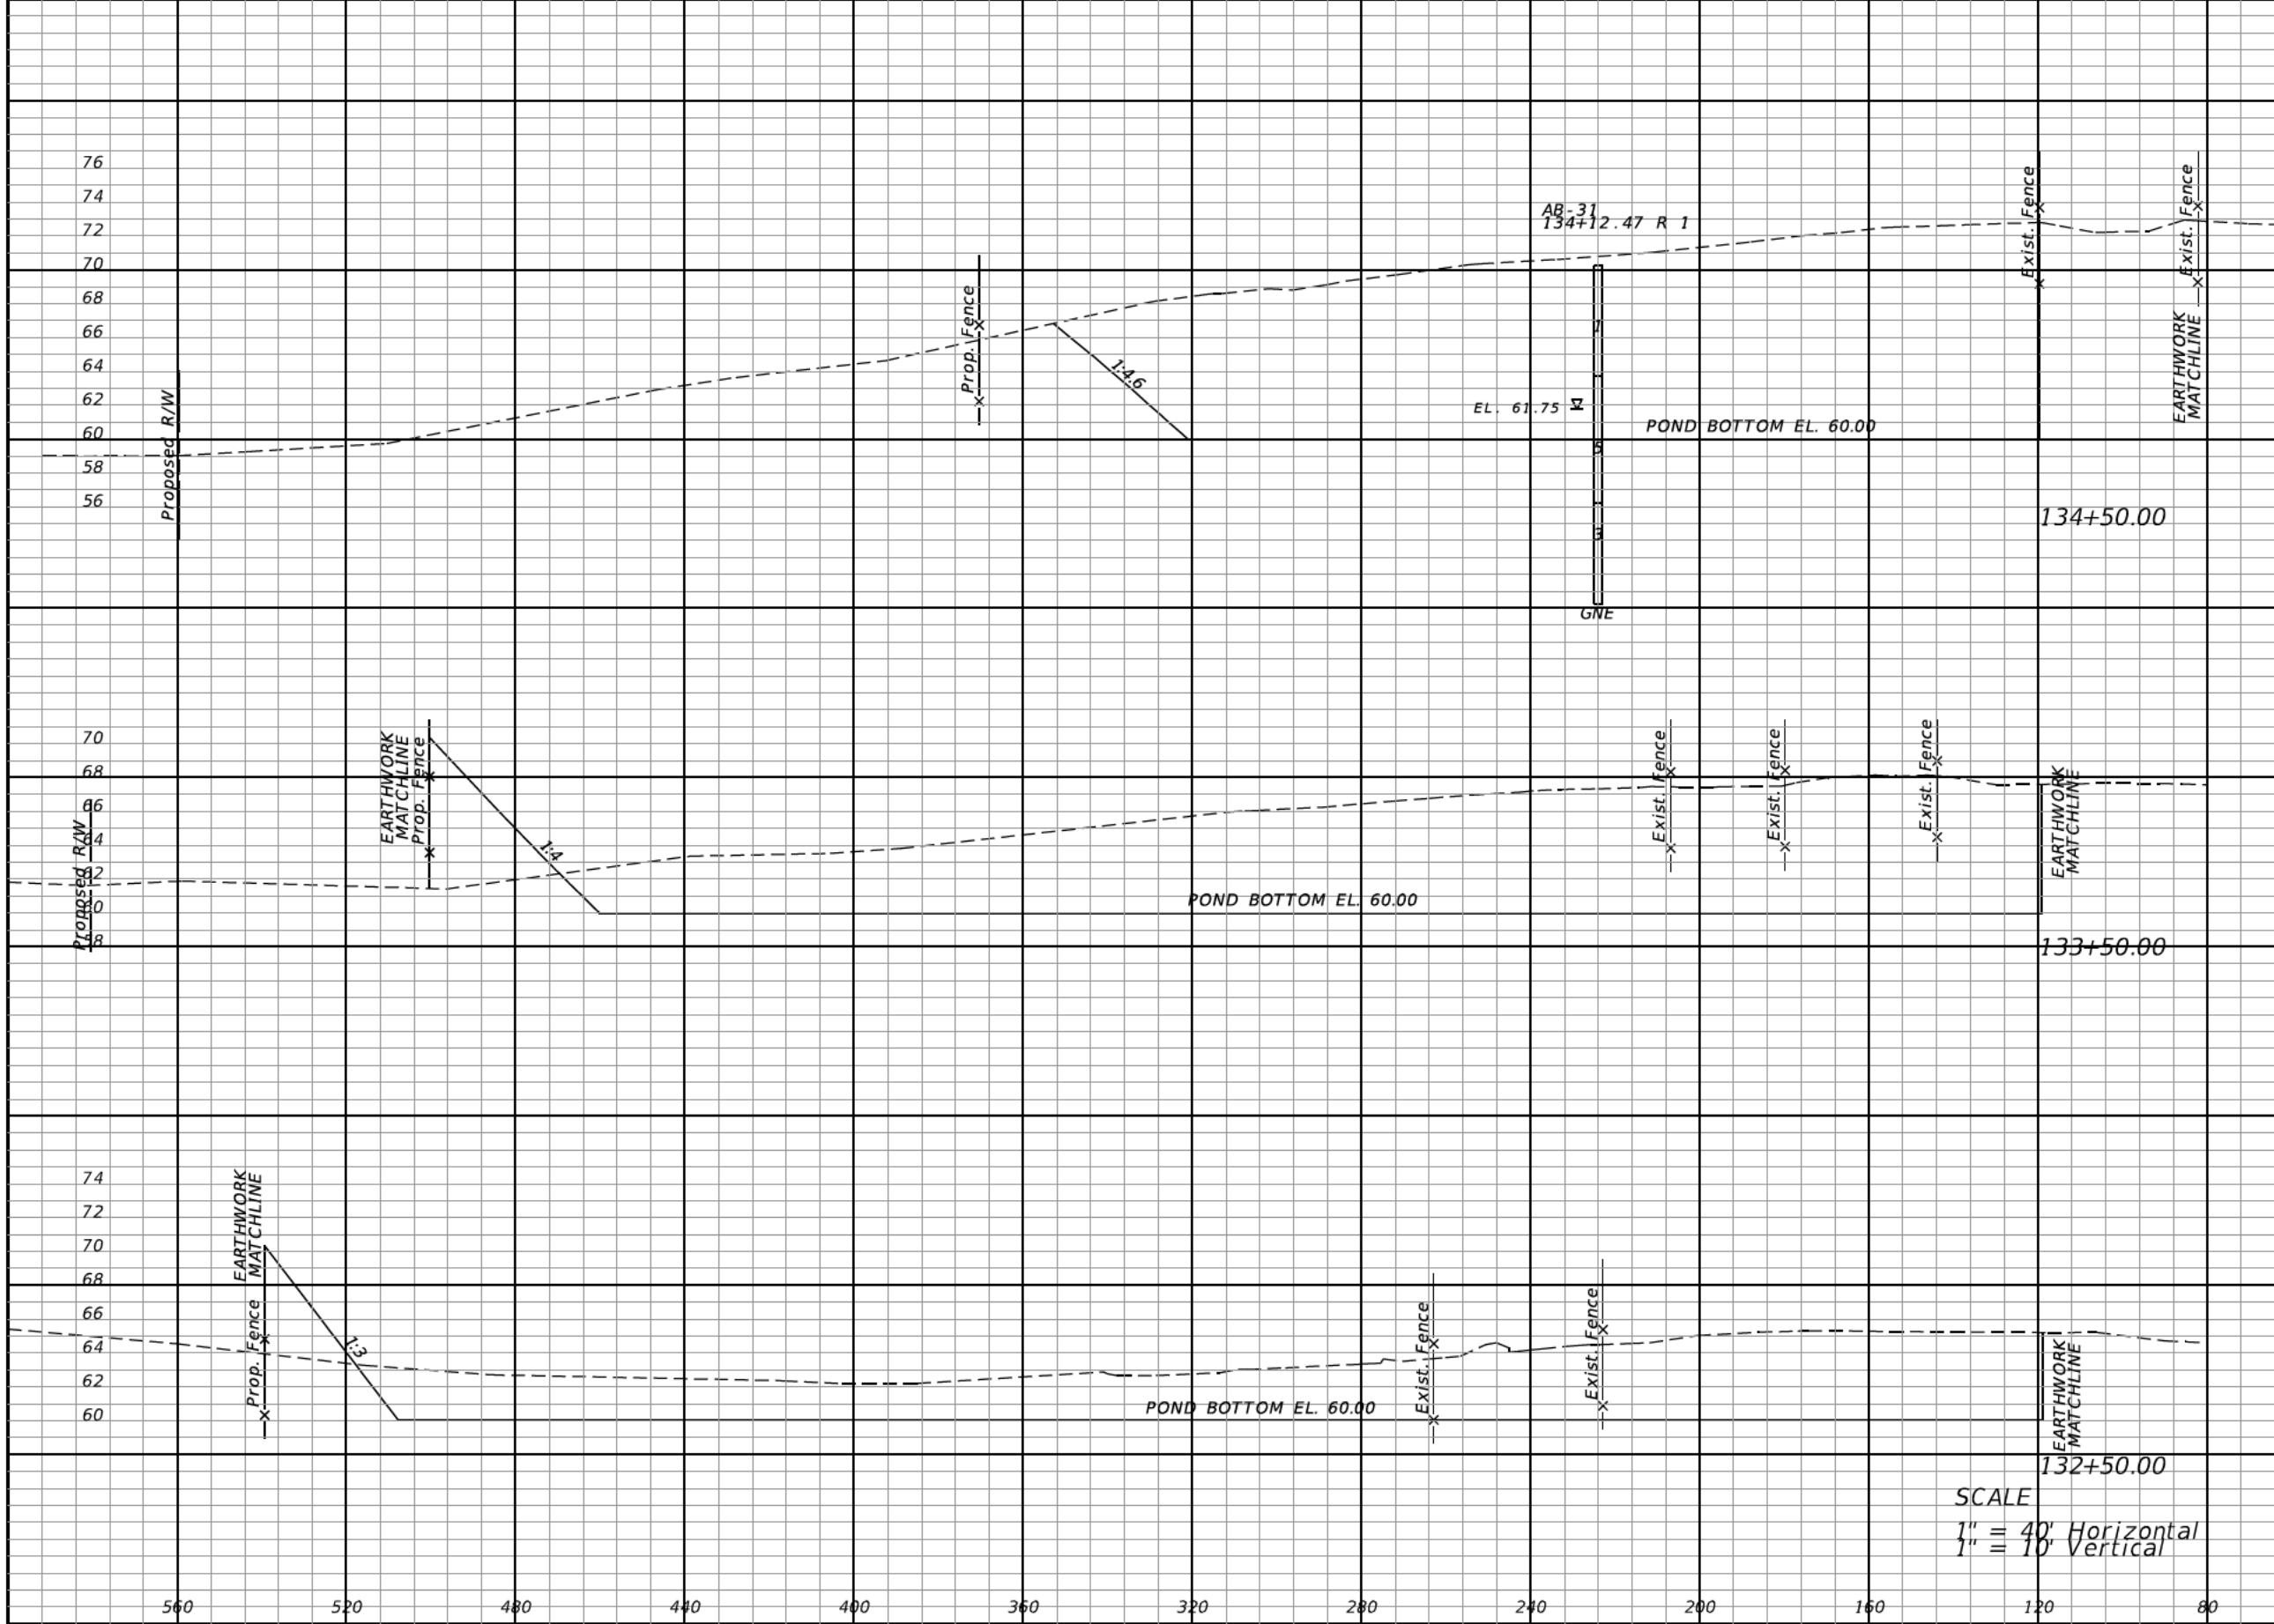 76
74
72
70
68
66
64
62
60
58
56
Proposed R/W
Prop. Fence
1:4.6
AB-31
134+12.47 R 1
EL. 61.75
1
5
3
GNE
POND BOTTOM EL. 60.00
Exist. Fence
Exist. Fence
EARTHWORK
MATCHLINE
134+50.00
70
68
66
64
62
60
58
Proposed R/W
EARTHWORK
MATCHLINE
Prop. Fence
1:4
POND BOTTOM EL. 60.00
Exist. Fence
Exist. Fence
Exist. Fence
EARTHWORK
MATCHLINE
133+50.00
74
72
70
68
66
64
62
60
EARTHWORK
MATCHLINE
Prop. Fence
1:3
POND BOTTOM EL. 60.00
Exist. Fence
Exist. Fence
EARTHWORK
MATCHLINE
132+50.00
SCALE
1" = 40' Horizontal
1" = 10' Vertical
560 520 480 440 400 360 320 280 240 200 160 120 80